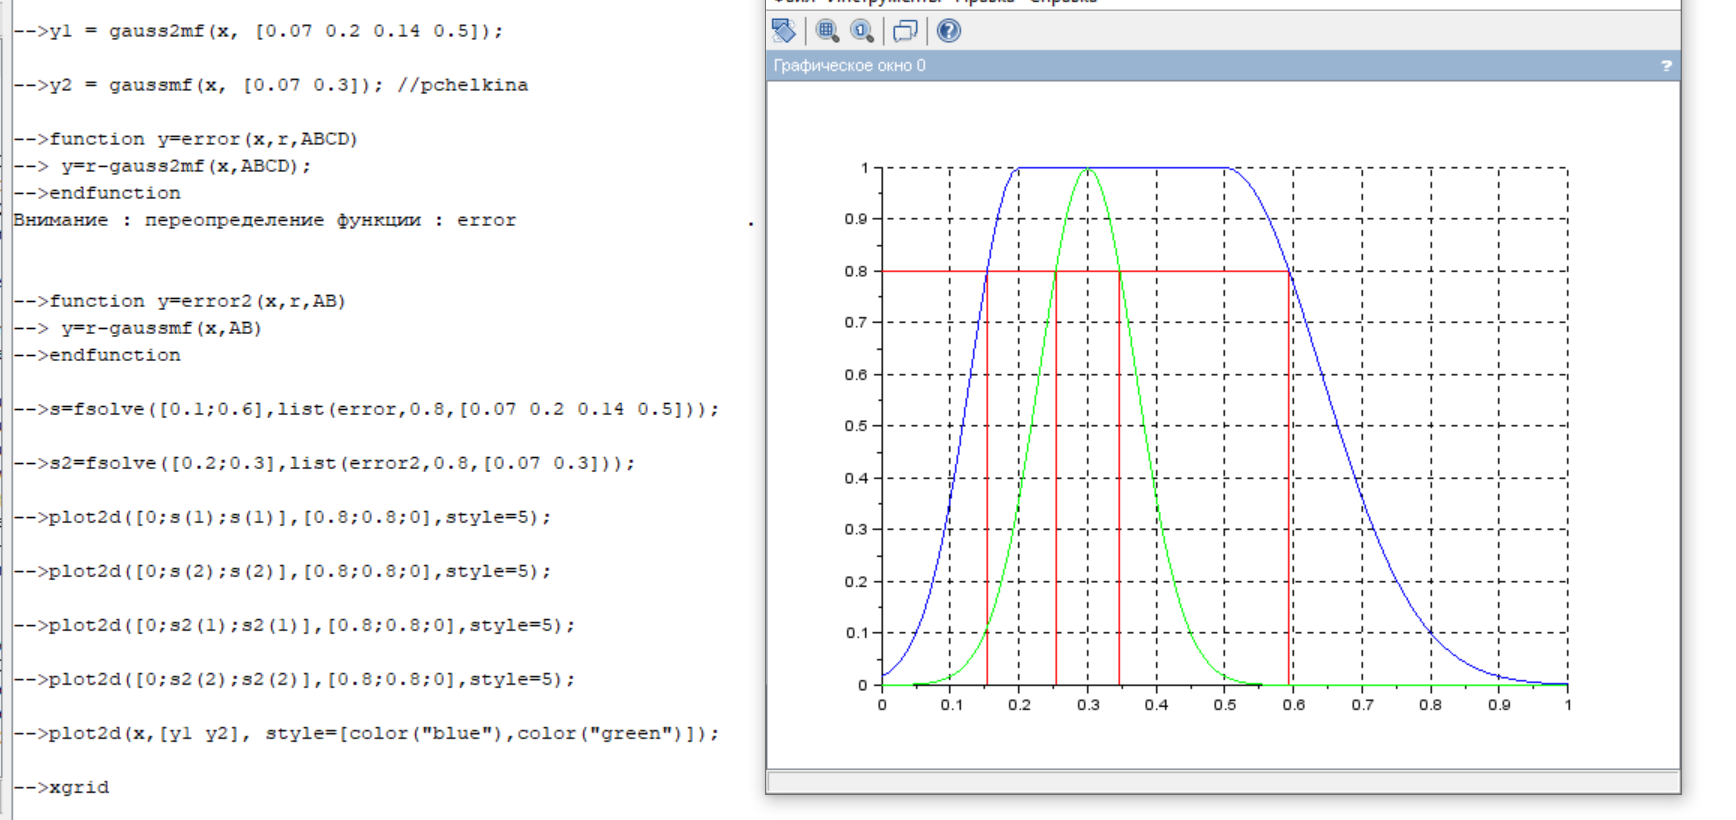 -->y1 = gauss2mf(x, [0.07 0.2 0.14 0.5]);
-->y2 = gaussmf(x, [0.07 0.3]); //pchelkina
-->function y=error(x,r,ABCD)
--> y=r-gauss2mf(x,ABCD);
-->endfunction
Внимание : переопределение функции : error .
-->function y=error2(x,r,AB)
--> y=r-gaussmf(x,AB)
-->endfunction
-->s=fsolve([0.1;0.6],list(error,0.8,[0.07 0.2 0.14 0.5]));
-->s2=fsolve([0.2;0.3],list(error2,0.8,[0.07 0.3]));
-->plot2d([0;s(1);s(1)],[0.8;0.8;0],style=5);
-->plot2d([0;s(2);s(2)],[0.8;0.8;0],style=5);
-->plot2d([0;s2(1);s2(1)],[0.8;0.8;0],style=5);
-->plot2d([0;s2(2);s2(2)],[0.8;0.8;0],style=5);
-->plot2d(x,[y1 y2], style=[color("blue"),color("green")]);
-->xgrid
Файл Инструменты Правка Справка
Графическое окно 0 ?
1
0.9
0.8
0.7
0.6
0.5
0.4
0.3
0.2
0.1
0
0 0.1 0.2 0.3 0.4 0.5 0.6 0.7 0.8 0.9 1